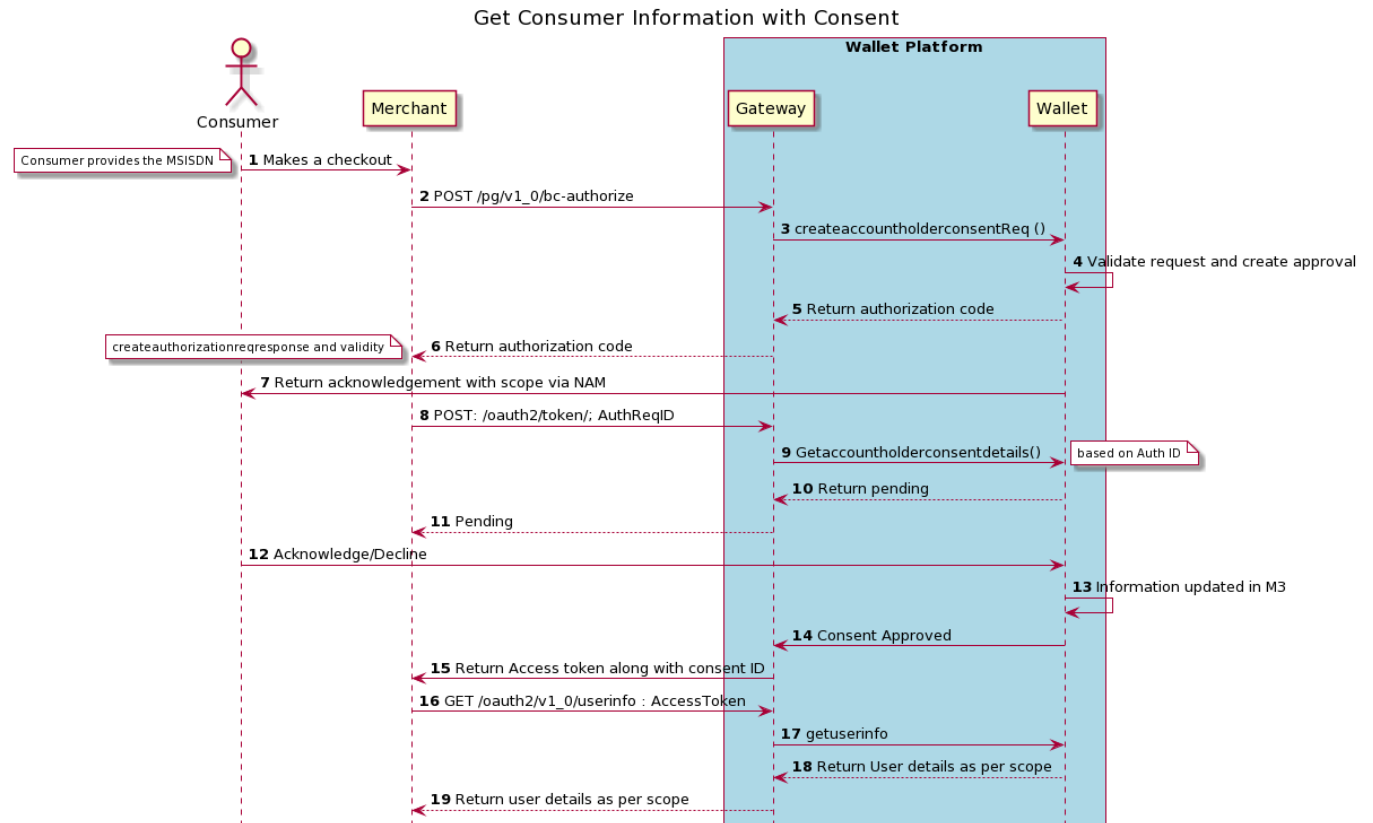 Get Consumer Information with Consent
Wallet Platform
Consumer
Merchant
Gateway
Wallet
Consumer provides the MSISDN
1 Makes a checkout
2 POST /pg/v1_0/bc-authorize
3 createaccountholderconsentReq ()
4 Validate request and create approval
5 Return authorization code
createauthorizationreqresponse and validity
6 Return authorization code
7 Return acknowledgement with scope via NAM
8 POST: /oauth2/token/; AuthReqID
9 Getaccountholderconsentdetails()
based on Auth ID
10 Return pending
11 Pending
12 Acknowledge/Decline
13 Information updated in M3
14 Consent Approved
15 Return Access token along with consent ID
16 GET /oauth2/v1_0/userinfo : AccessToken
17 getuserinfo
18 Return User details as per scope
19 Return user details as per scope